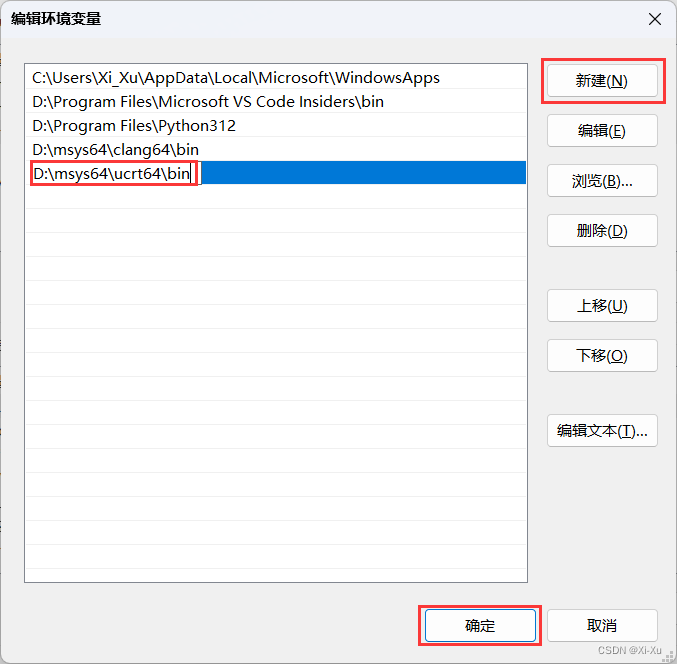 编辑环境变量
C:\Users\Xi_Xu\AppData\Local\Microsoft\WindowsApps
D:\Program Files\Microsoft VS Code Insiders\bin
D:\Program Files\Python312
D:\msys64\clang64\bin
D:\msys64\ucrt64\bin
新建(N)
编辑(E)
浏览(B)...
删除(D)
上移(U)
下移(O)
编辑文本(T)...
确定
取消
CSDN @Xi-Xu